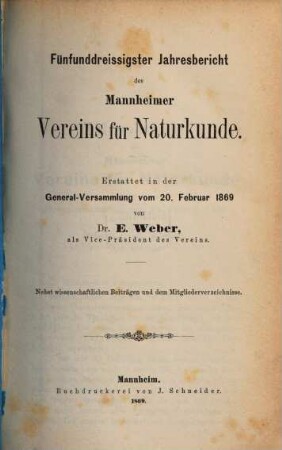 Fünfunddreissigster Jahresbericht
des
Mannheimer
Vereins für Naturkunde.
Erstattet in der
General-Versammlung vom 20. Februar 1869
von
Dr. E. Weber,
als Vice-Präsident des Vereins.
Nebst wissenschaftlichen Beiträgen und dem Mitgliederverzeichnisse.
Mannheim.
Buchdruckerei von J. Schneider.
1869.